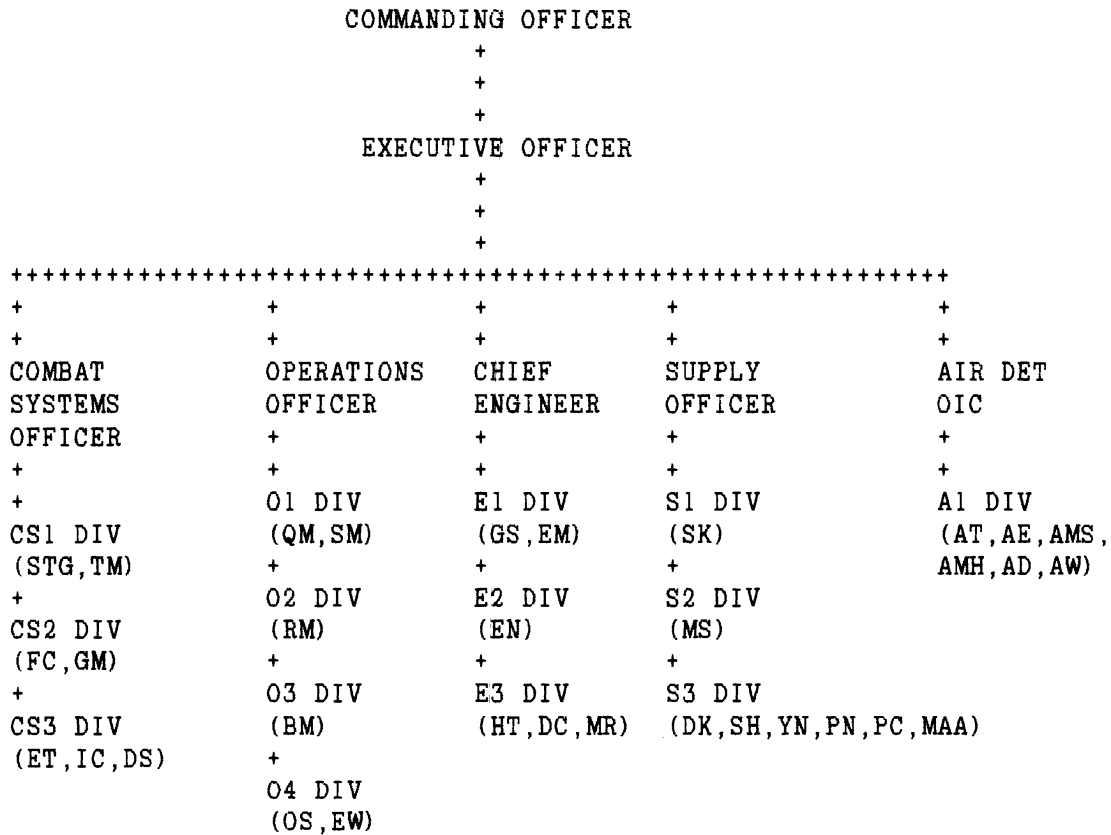 COMMANDING OFFICER
+
+
+
EXECUTIVE OFFICER
+
+
+
+++++++++++++++++++++++++++++++++++++++++++++++++++++++++++
+ + + + +
+ + + + +
COMBAT OPERATIONS CHIEF SUPPLY AIR DET
SYSTEMS OFFICER ENGINEER OFFICER OIC
OFFICER + + + +
+ + + + +
+ O1 DIV E1 DIV S1 DIV A1 DIV
CS1 DIV (QM,SM) (GS,EM) (SK) (AT,AE,AMS,
(STG,TM) + + + AMH,AD,AW)
+ O2 DIV E2 DIV S2 DIV
CS2 DIV (RM) (EN) (MS)
(FC,GM) + + +
+ O3 DIV E3 DIV S3 DIV
CS3 DIV (BM) (HT,DC,MR) (DK,SH,YN,PN,PC,MAA)
(ET,IC,DS) +
O4 DIV
(OS,EW)